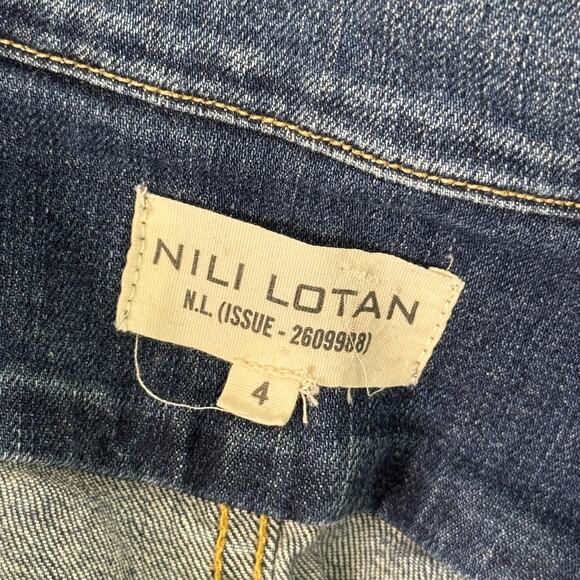 NILI LOTAN
N.L. (ISSUE - 2609988)
4